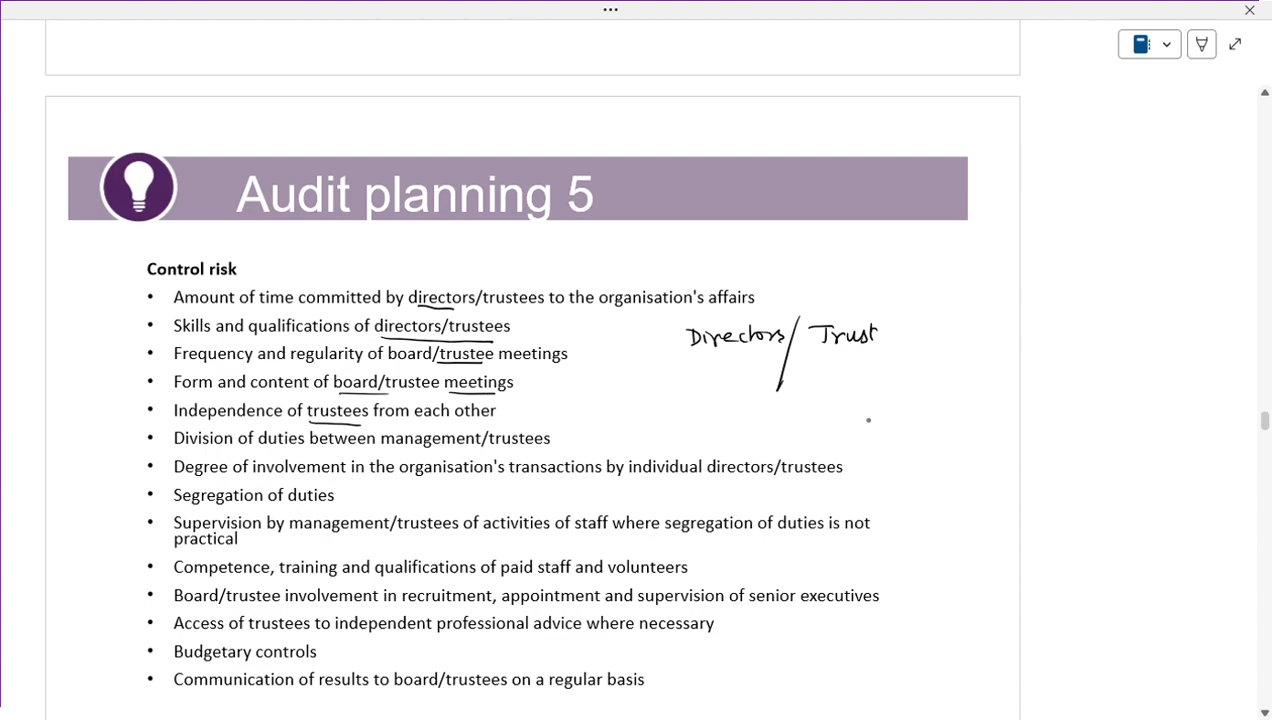 Audit planning 5
Control risk
• Amount of time committed by directors/trustees to the organisation's affairs
• Skills and qualifications of directors/trustees
Directors/ Trust
• Frequency and regularity of board/trustee meetings
• Form and content of board/trustee meetings
• Independence of trustees from each other
• Division of duties between management/trustees
• Degree of involvement in the organisation's transactions by individual directors/trustees
• Segregation of duties
• Supervision by management/trustees of activities of staff where segregation of duties is not
practical
• Competence, training and qualifications of paid staff and volunteers
• Board/trustee involvement in recruitment, appointment and supervision of senior executives
• Access of trustees to independent professional advice where necessary
• Budgetary controls
• Communication of results to board/trustees on a regular basis